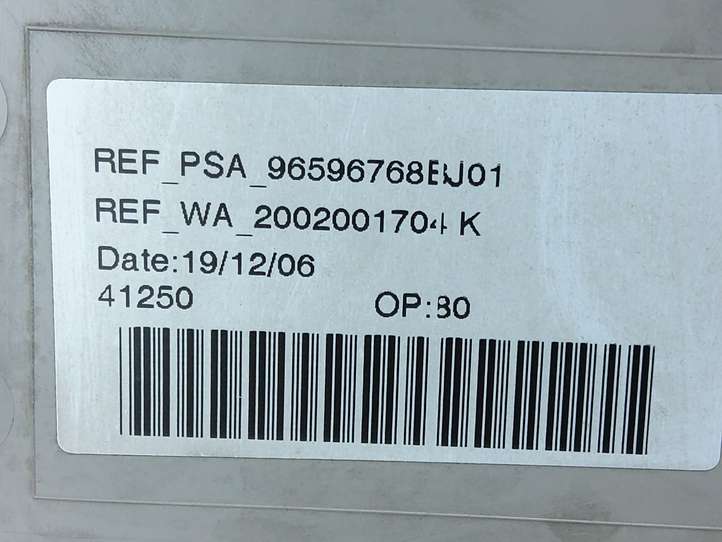 REF_PSA_96596768BJ01
REF_WA_2002001704 K
Date:19/12/06
41250 OP:80